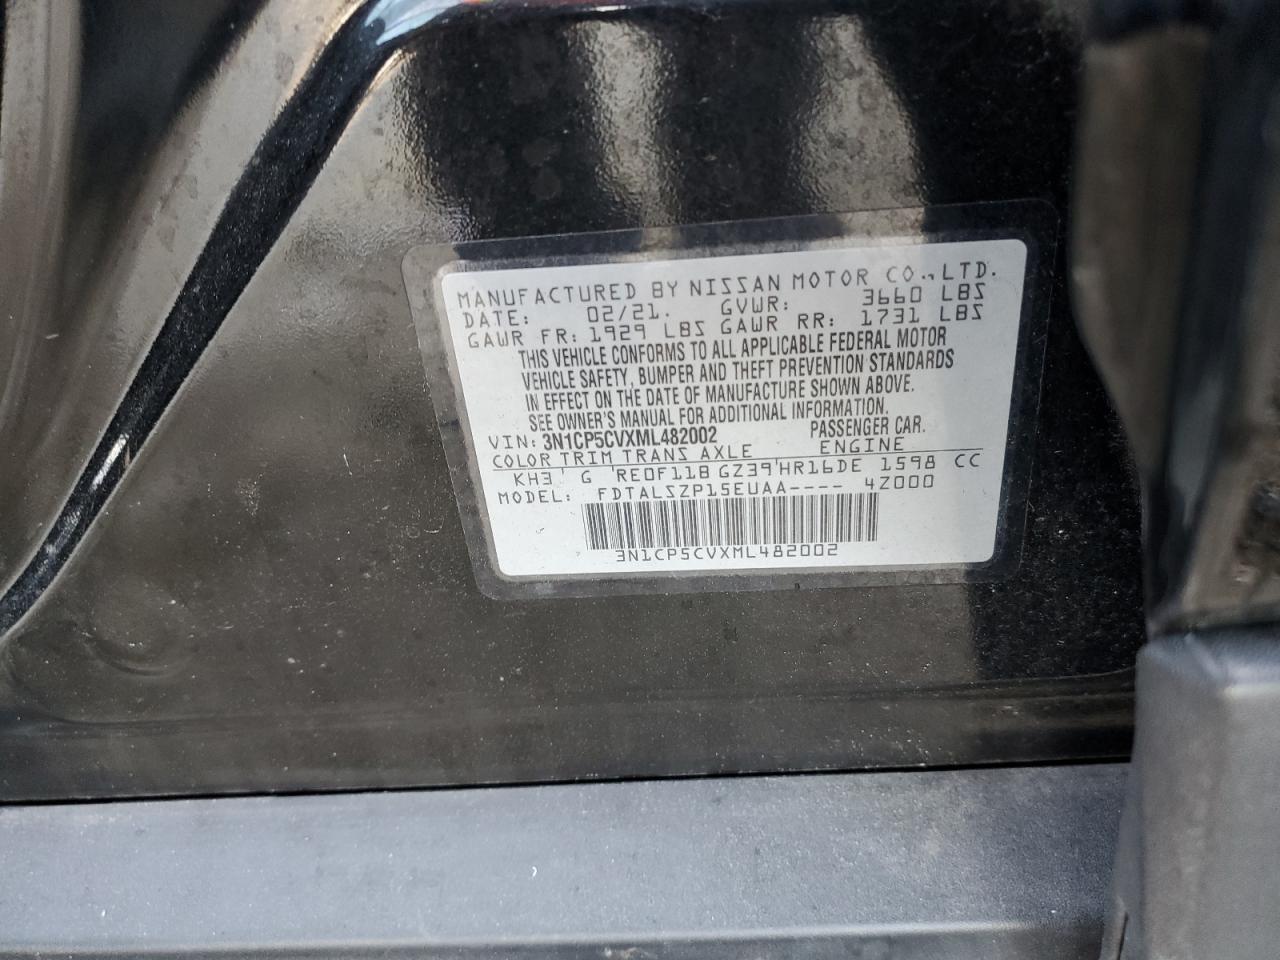 MANUFACTURED BY NISSAN MOTOR CO., LTD.
DATE: 02/21. GVWR: 3660 LBS
GAWR FR: 1929 LBS GAWR RR: 1731 LBS
THIS VEHICLE CONFORMS TO ALL APPLICABLE FEDERAL MOTOR
VEHICLE SAFETY, BUMPER AND THEFT PREVENTION STANDARDS
IN EFFECT ON THE DATE OF MANUFACTURE SHOWN ABOVE.
SEE OWNER'S MANUAL FOR ADDITIONAL INFORMATION.
VIN: 3N1CP5CVXML482002 PASSENGER CAR.
COLOR TRIM TRANS AXLE ENGINE
KH3 G RE0F11B GZ39 HR16DE 1598 CC
MODEL: FDTALSZP15EUAA---- 4Z000
3N1CP5CVXML482002